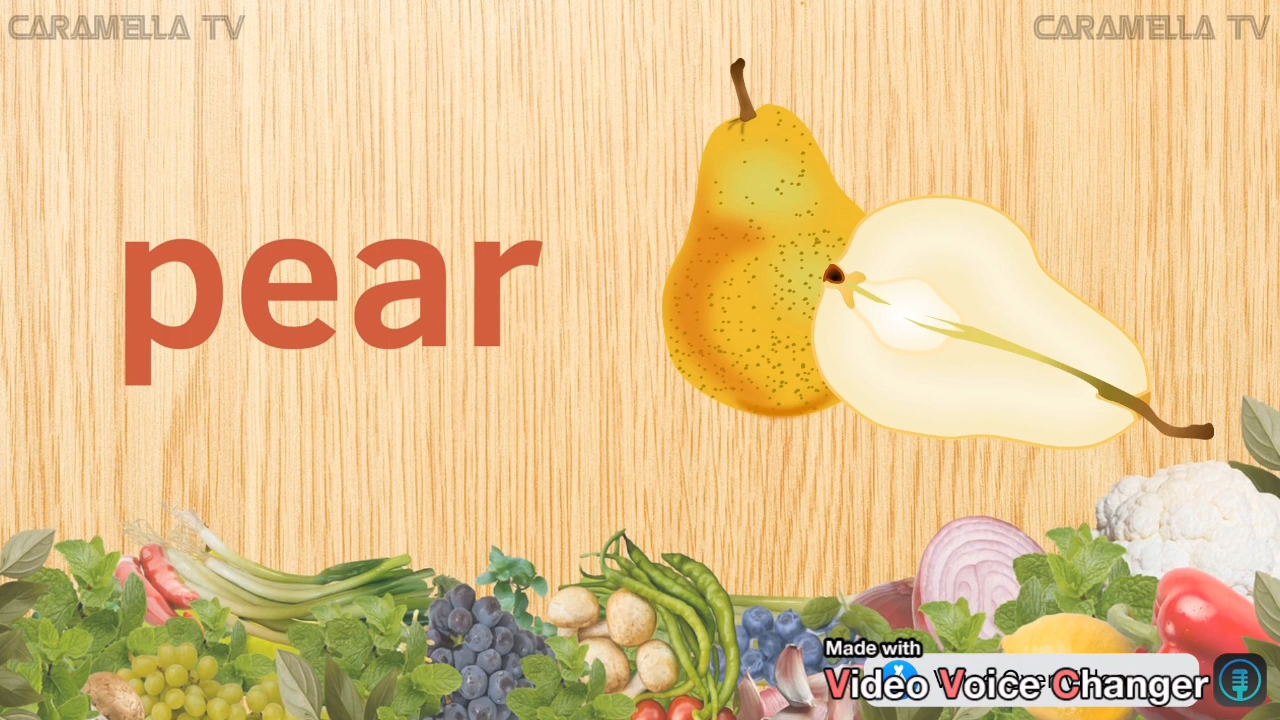 CARAMELLA TV
CARAMELLA TV
pear
Made with
Video Voice Changer